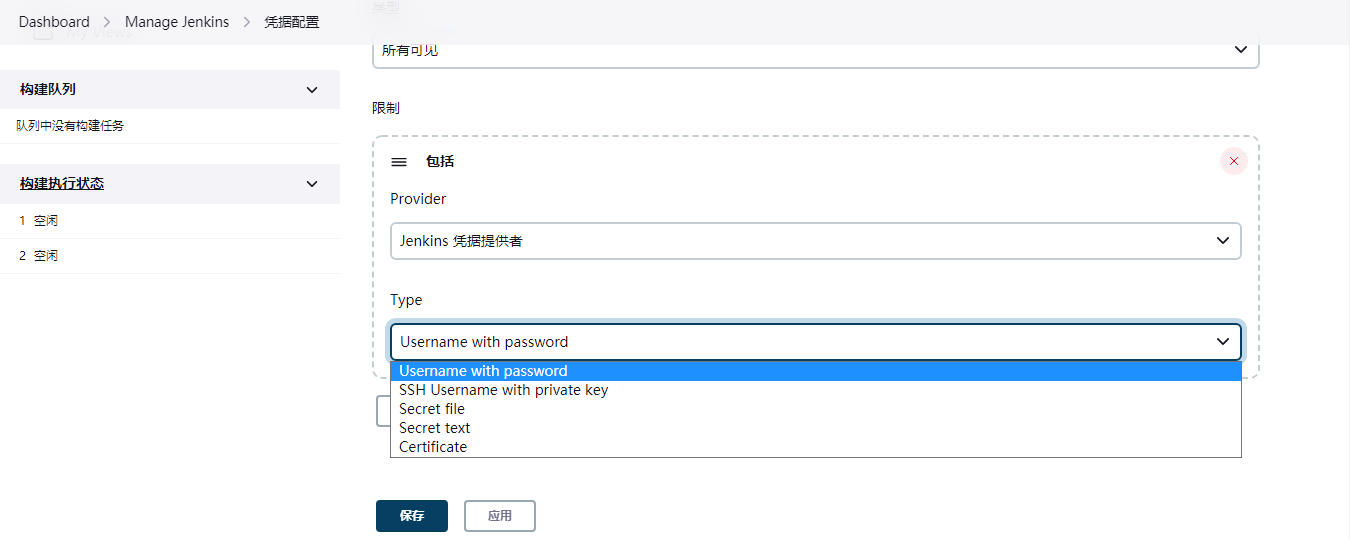 Dashboard > Manage Jenkins > 凭据配置
My Views
类型
所有可见
构建队列
队列中没有构建任务
构建执行状态
1 空闲
2 空闲
限制
包括
Provider
Jenkins 凭据提供者
Type
Username with password
Username with password
SSH Username with private key
Secret file
Secret text
Certificate
保存
应用